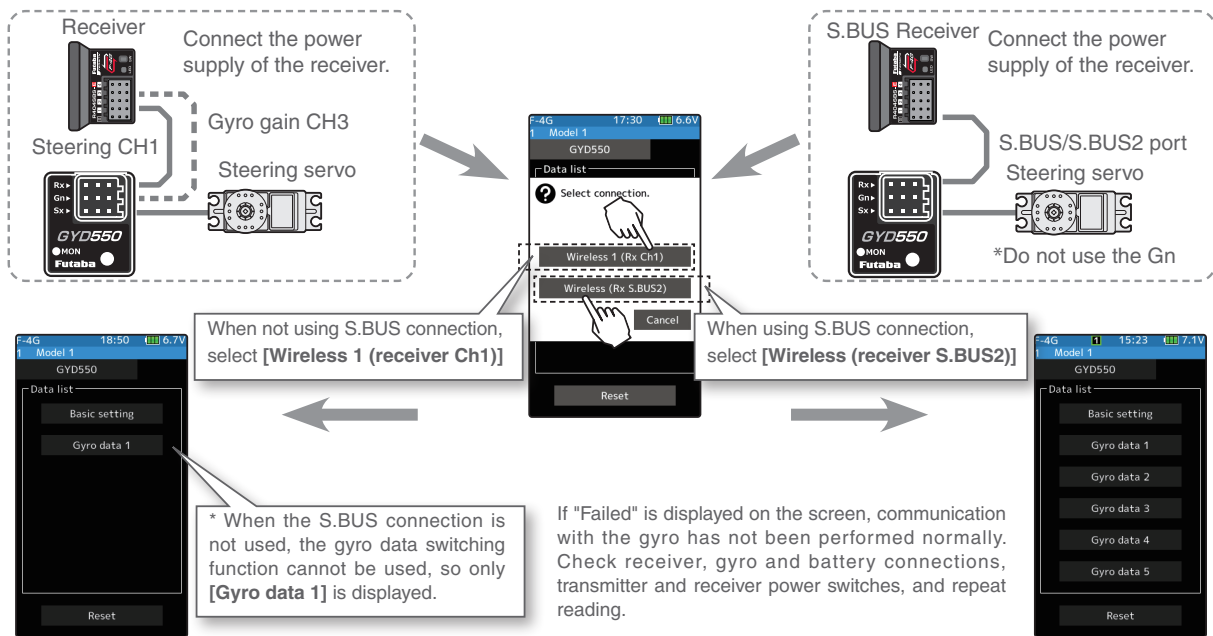 Receiver
Connect the power
supply of the receiver.
Gyro gain CH3
Steering CH1
Steering servo
Futaba
R404SBS-E
Rx
Gn
Sx
GYD550
MON
Futaba
F-4G 17:30 6.6V
1 Model 1
GYD550
Data list
? Select connection.
Wireless 1 (Rx Ch1)
Wireless (Rx S.BUS2)
Cancel
Reset
S.BUS Receiver
Connect the power
supply of the receiver.
S.BUS/S.BUS2 port
Steering servo
*Do not use the Gn
Futaba
R404SBS-E
Rx
Gn
Sx
GYD550
MON
Futaba
When not using S.BUS connection,
select [Wireless 1 (receiver Ch1)]
When using S.BUS connection,
select [Wireless (receiver S.BUS2)]
F-4G 18:50 6.7V
1 Model 1
GYD550
Data list
Basic setting
Gyro data 1
Reset
* When the S.BUS connection is
not used, the gyro data switching
function cannot be used, so only
[Gyro data 1] is displayed.
If "Failed" is displayed on the screen, communication
with the gyro has not been performed normally.
Check receiver, gyro and battery connections,
transmitter and receiver power switches, and repeat
reading.
F-4G 1 15:23 7.1V
1 Model 1
GYD550
Data list
Basic setting
Gyro data 1
Gyro data 2
Gyro data 3
Gyro data 4
Gyro data 5
Reset